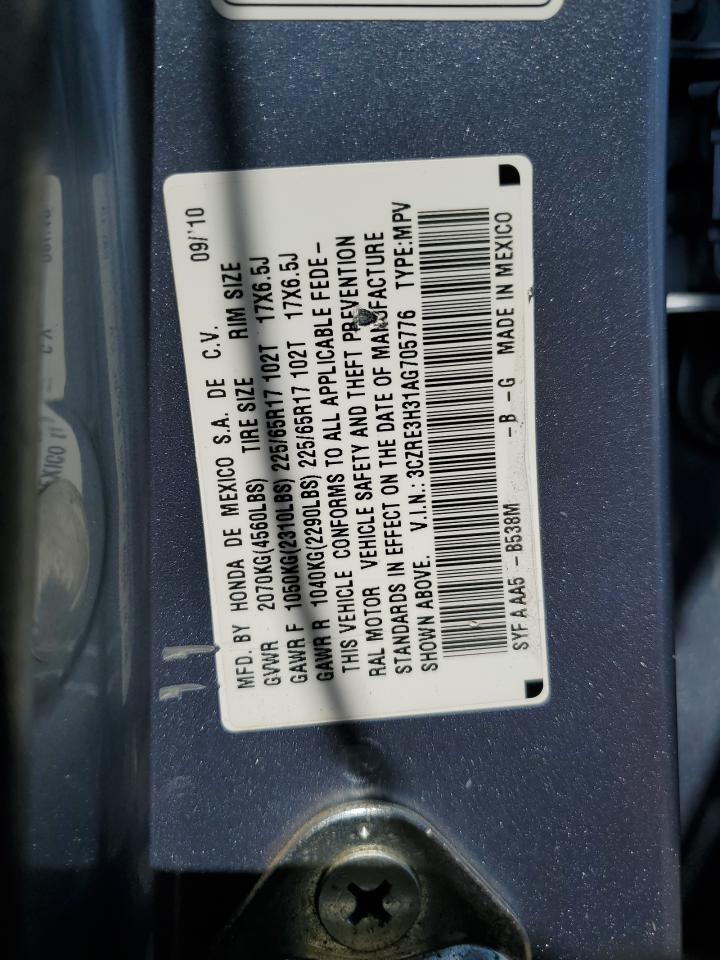 MFD. BY HONDA DE MEXICO S.A. DE C.V. 09/'10
GVWR 2070KG(4560LBS) TIRE SIZE RIM SIZE
GAWR F 1050KG(2310LBS) 225/65R17 102T 17X6.5J
GAWR R 1040KG(2290LBS) 225/65R17 102T 17X6.5J
THIS VEHICLE CONFORMS TO ALL APPLICABLE FEDE-
RAL MOTOR VEHICLE SAFETY AND THEFT PREVENTION
STANDARDS IN EFFECT ON THE DATE OF MANUFACTURE
SHOWN ABOVE. V.I.N.: 3CZRE3H31AG705776 TYPE:MPV
SYF A AA5 -B538M -B -G MADE IN MEXICO